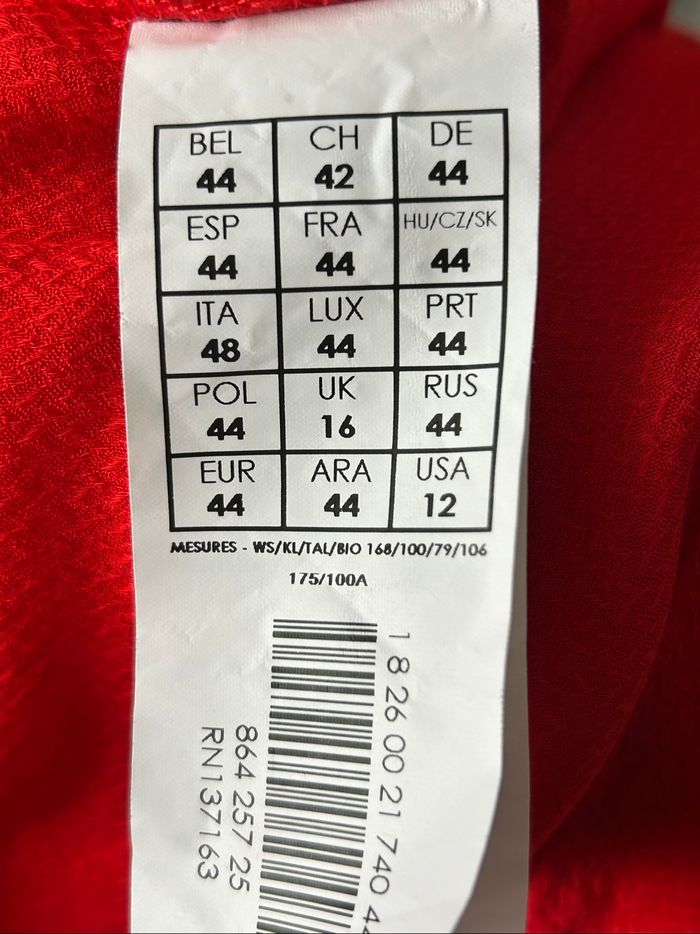 BEL CH DE
44 42 44
ESP FRA HU/CZ/SK
44 44 44
ITA LUX PRT
48 44 44
POL UK RUS
44 16 44
EUR ARA USA
44 44 12
MESURES - WS/KL/TAL/BIO 168/100/79/106
175/100A
18 26 00 21 740 4
864 257 25
RN137163